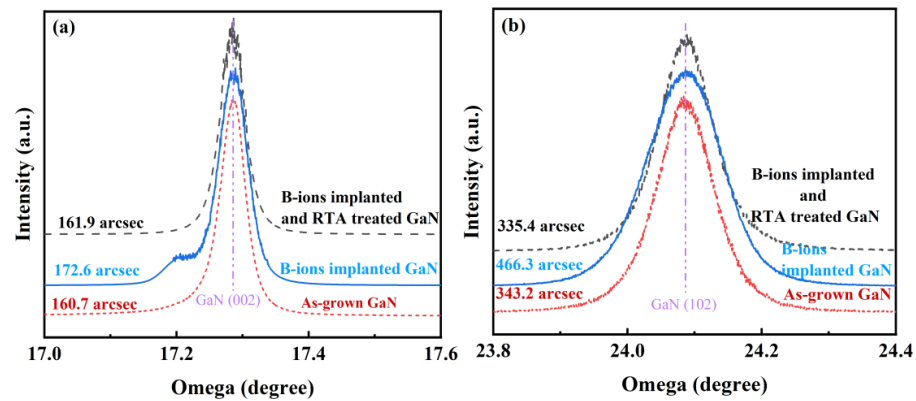 (a)
Intensity (a.u.)
B-ions implanted
and RTA treated GaN
161.9 arcsec
172.6 arcsec
B-ions implanted GaN
160.7 arcsec
GaN (002)
As-grown GaN
17.0
17.2
17.4
17.6
Omega (degree)
(b)
Intensity (a.u.)
B-ions implanted
and
RTA treated GaN
335.4 arcsec
466.3 arcsec
B-ions
implanted GaN
343.2 arcsec
GaN (102)
As-grown GaN
23.8
24.0
24.2
24.4
Omega (degree)